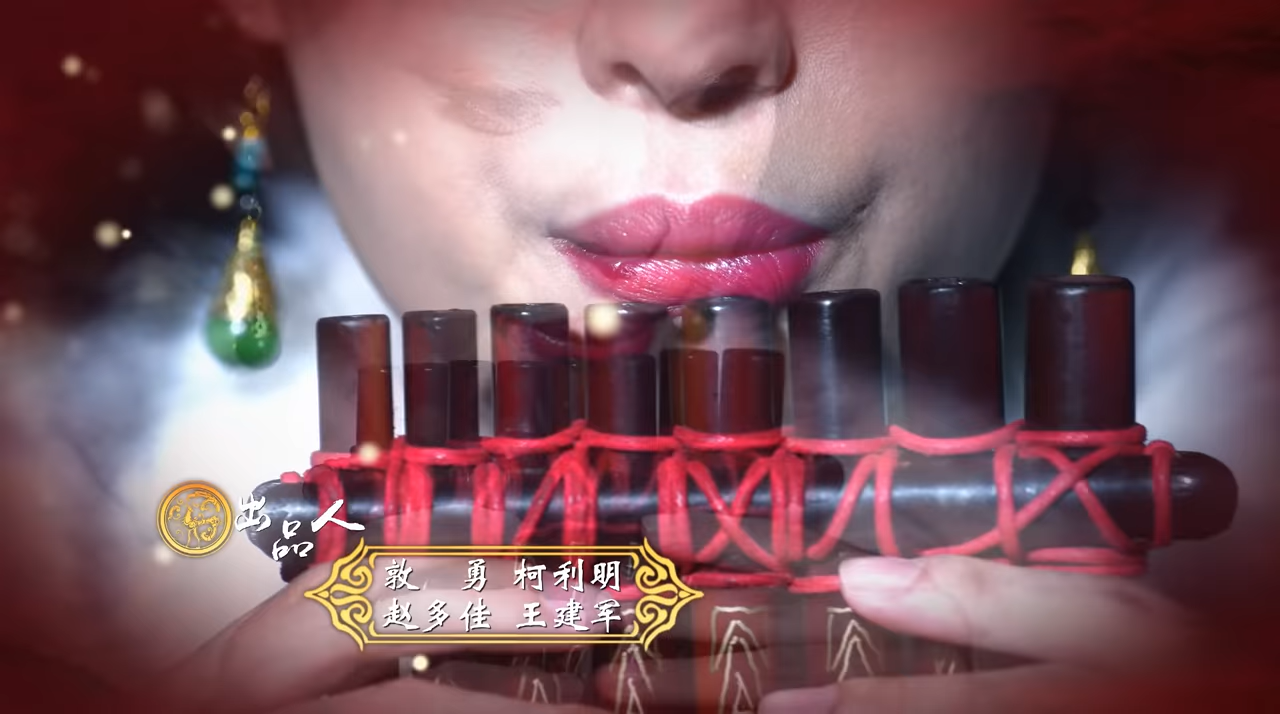 出品人
敦 勇 柯利明
赵多佳 王建军